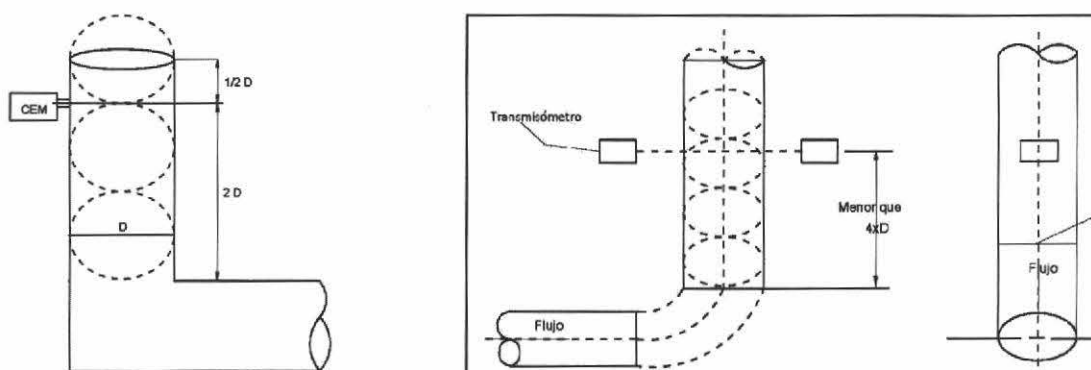 CEM
1/2 D
2 D
D
Transmisómetro
Menor que
4xD
Flujo
Flujo